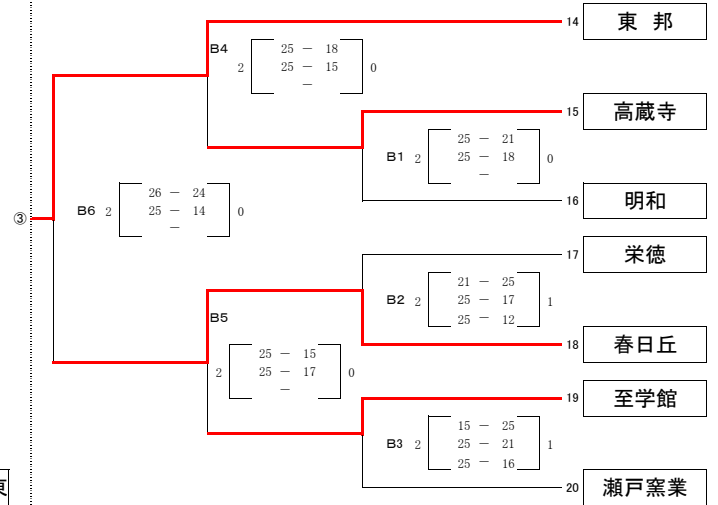 14 東 邦
B4
2 25 － 18 0
25 － 15
－
15 高蔵寺
B1 2 25 － 21 0
25 － 18
－
16 明和
B6 2 26 － 24 0
25 － 14
－
③
17 栄徳
B2 2 21 － 25 1
25 － 17
25 － 12
18 春日丘
B5
2 25 － 15 0
25 － 17
－
19 至学館
B3 2 15 － 25 1
25 － 21
25 － 16
20 瀬戸窯業